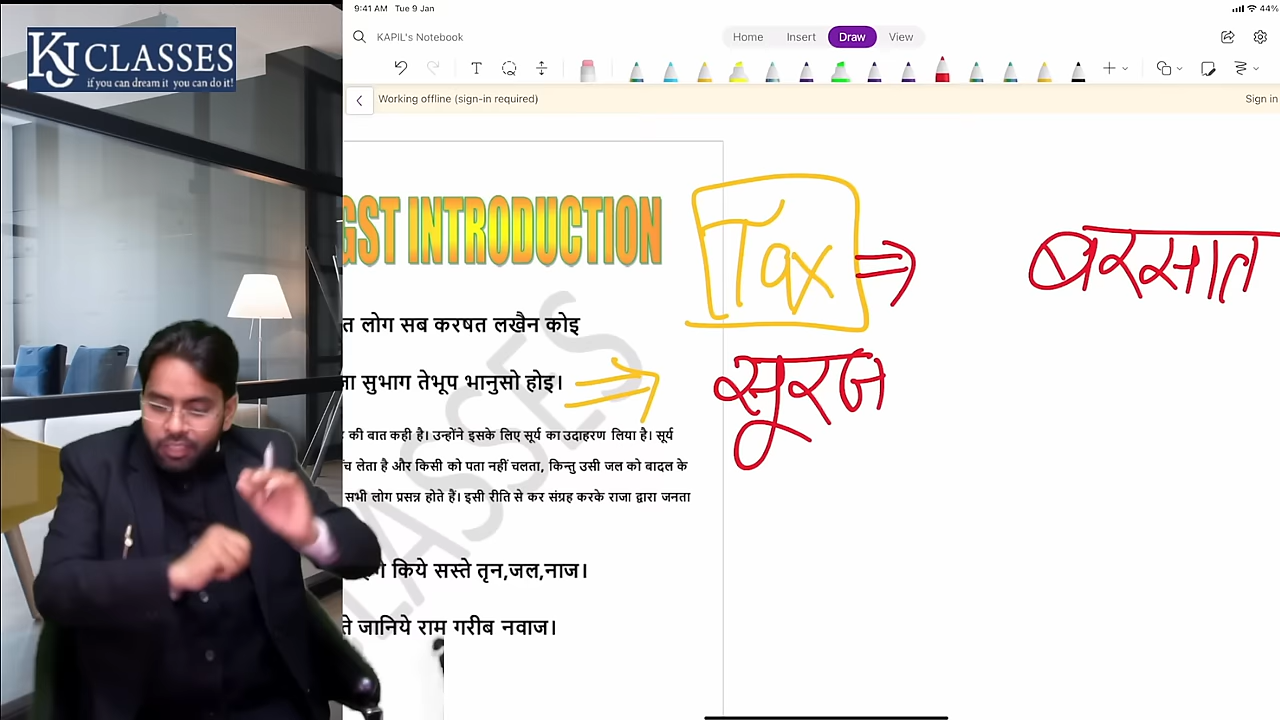 KJ CLASSES
if you can dream it you can do it!
9:41 AM Tue 9 Jan
44%
KAPIL's Notebook
Home Insert Draw View
Working offline (sign-in required)
Sign in
GST INTRODUCTION
Tax
बरसात
त लोग सब करषत लखैन कोइ
सुभाग तेभूप भानुसो होइ।
सूरज
की बात कही है। उन्होंने इसके लिए सूर्य का उदाहरण लिया है। सूर्य
लेता है और किसी को पता नहीं चलता, किन्तु उसी जल को बादल के
सभी लोग प्रसन्न होते हैं। इसी रीति से कर संग्रह करके राजा द्वारा जनता
किये सस्ते तृन,जल,नाज।
ते जानिये राम गरीब नवाज।
CLASSES